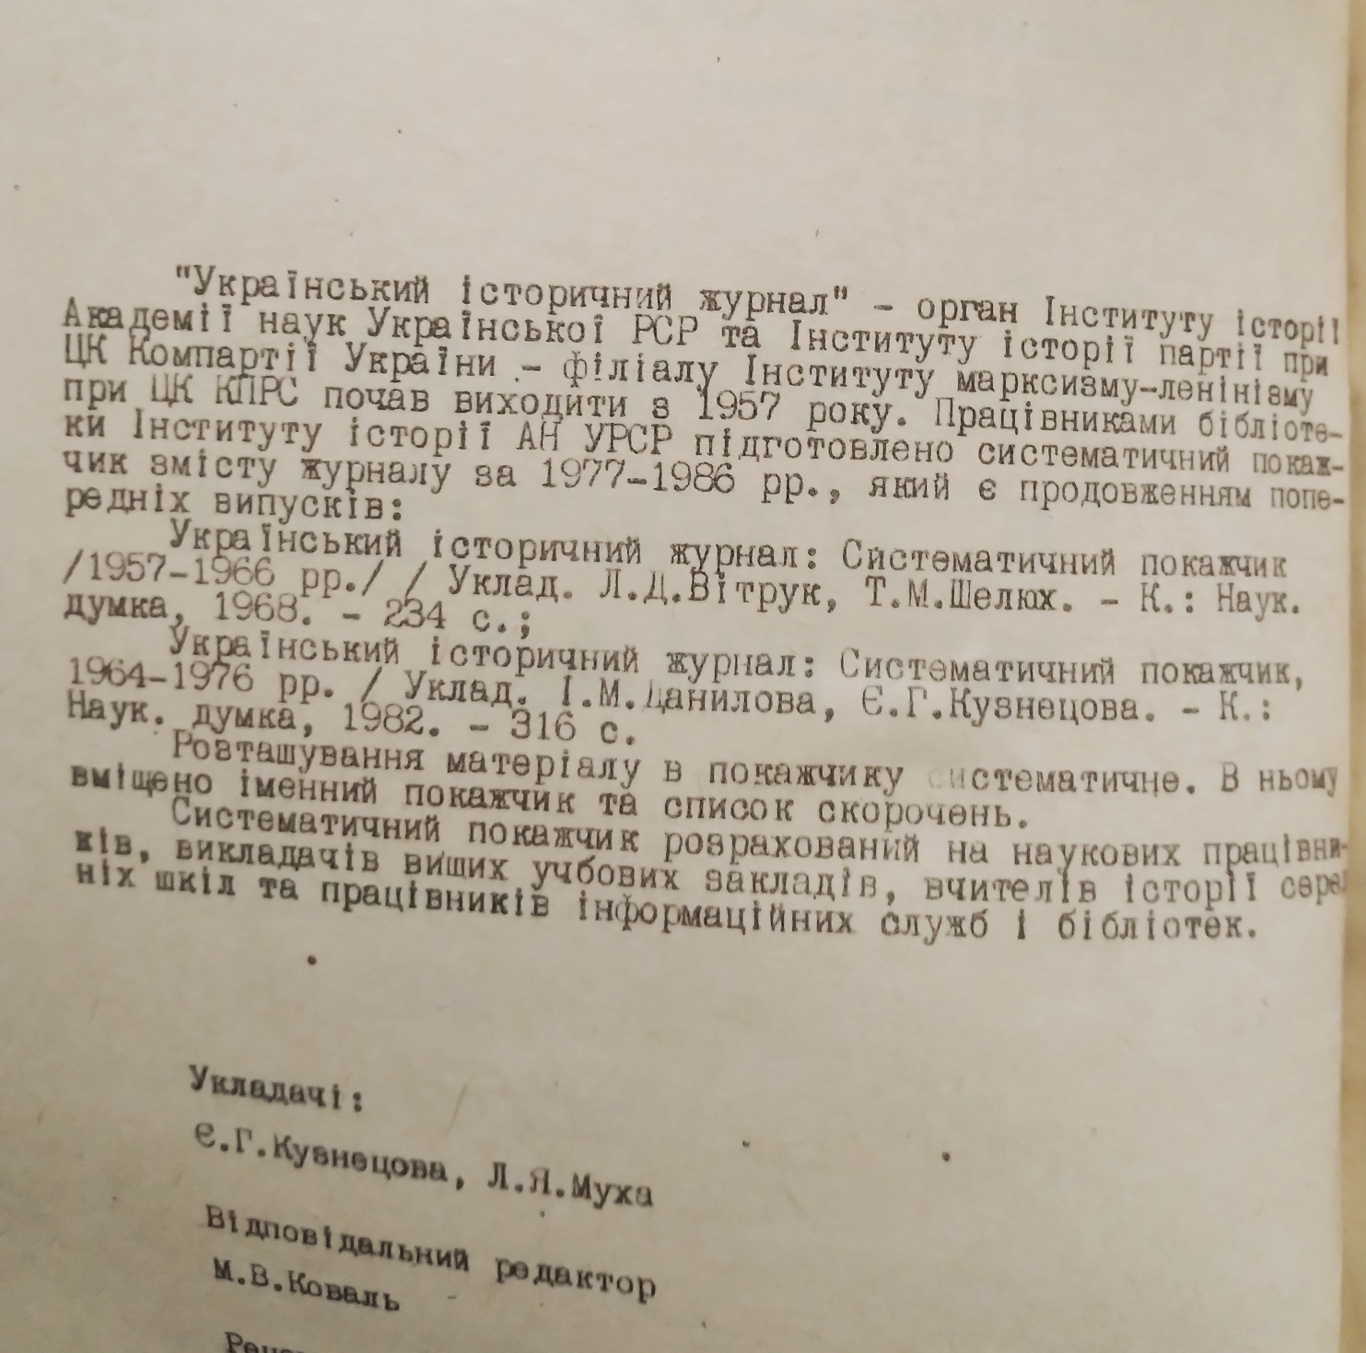 "Український історичний журнал" – орган Інституту історії
Академії наук Української РСР та Інституту історії партії при
ЦК Компартії України – філіалу Інституту марксизму-ленінізму
при ЦК КПРС почав виходити з 1957 року. Працівниками бібліоте-
ки Інституту історії АН УРСР підготовлено систематичний покаж-
чик змісту журналу за 1977-1986 рр., який є продовженням попе-
редніх випусків:
Український історичний журнал: Систематичний покажчик
/1957-1966 рр./ / Уклад. Л.Д.Вітрук, Т.М.Шелюх. – К.: Наук.
думка, 1968. – 234 с.;
Український історичний журнал: Систематичний покажчик,
1964-1976 рр. / Уклад. І.М.Данилова, Є.Г.Кузнецова. – К.:
Наук. думка, 1982. – 316 с.
Розташування матеріалу в покажчику систематичне. В ньому
вміщено іменний покажчик та список скорочень.
Систематичний покажчик розрахований на наукових працівни-
ків, викладачів вищих учбових закладів, вчителів історії серед
ніх шкіл та працівників інформаційних служб і бібліотек.
Укладачі:
Є.Г.Кузнецова, Л.Я.Муха
Відповідальний редактор
М.В.Коваль